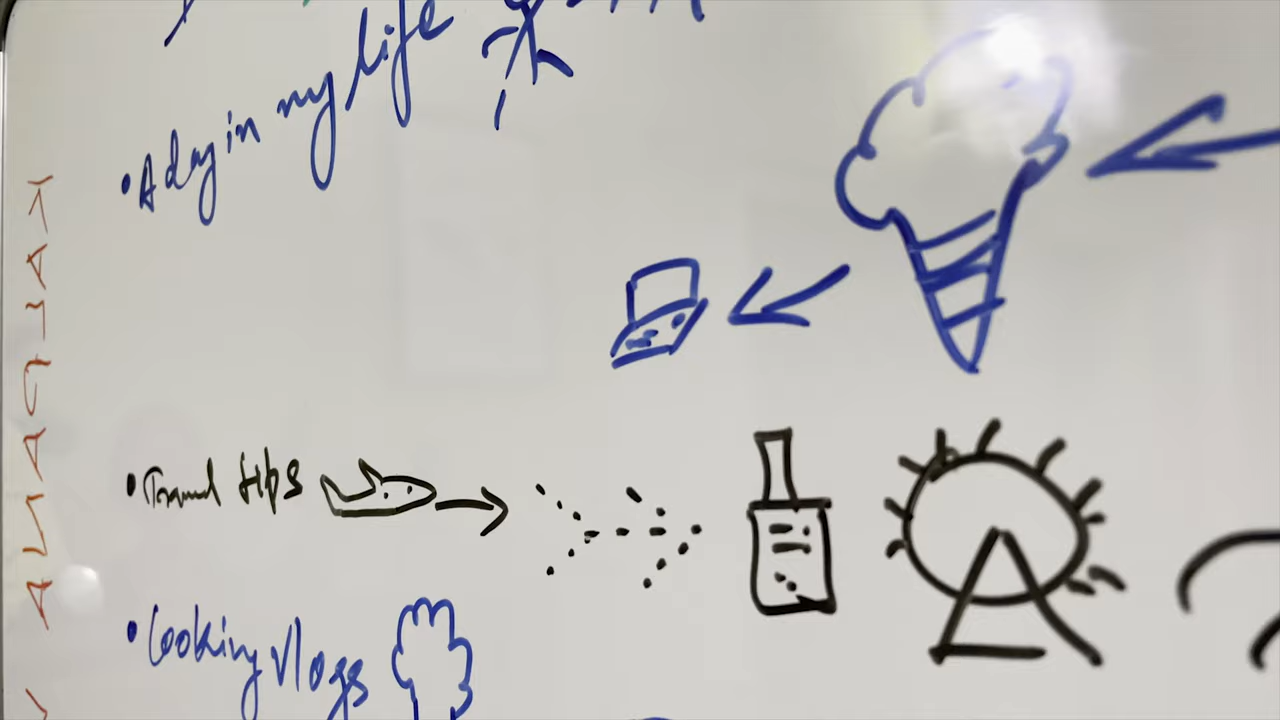 • A day in my life
• Travel tips
• Cooking Vlogs